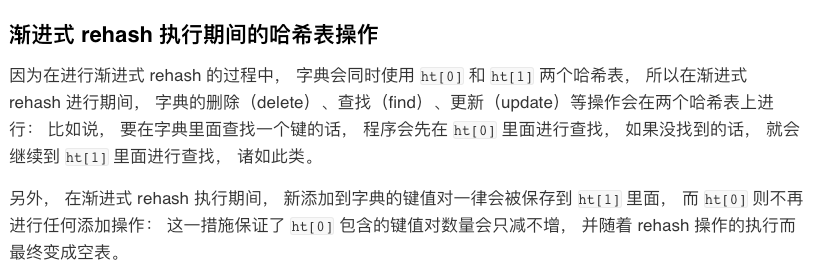 渐进式 rehash 执行期间的哈希表操作
因为在进行渐进式 rehash 的过程中， 字典会同时使用 ht[0] 和 ht[1] 两个哈希表， 所以在渐进式
rehash 进行期间， 字典的删除（delete）、查找（find）、更新（update）等操作会在两个哈希表上进
行： 比如说， 要在字典里面查找一个键的话， 程序会先在 ht[0] 里面进行查找， 如果没找到的话， 就会
继续到 ht[1] 里面进行查找， 诸如此类。
另外， 在渐进式 rehash 执行期间， 新添加到字典的键值对一律会被保存到 ht[1] 里面， 而 ht[0] 则不再
进行任何添加操作： 这一措施保证了 ht[0] 包含的键值对数量会只减不增， 并随着 rehash 操作的执行而
最终变成空表。